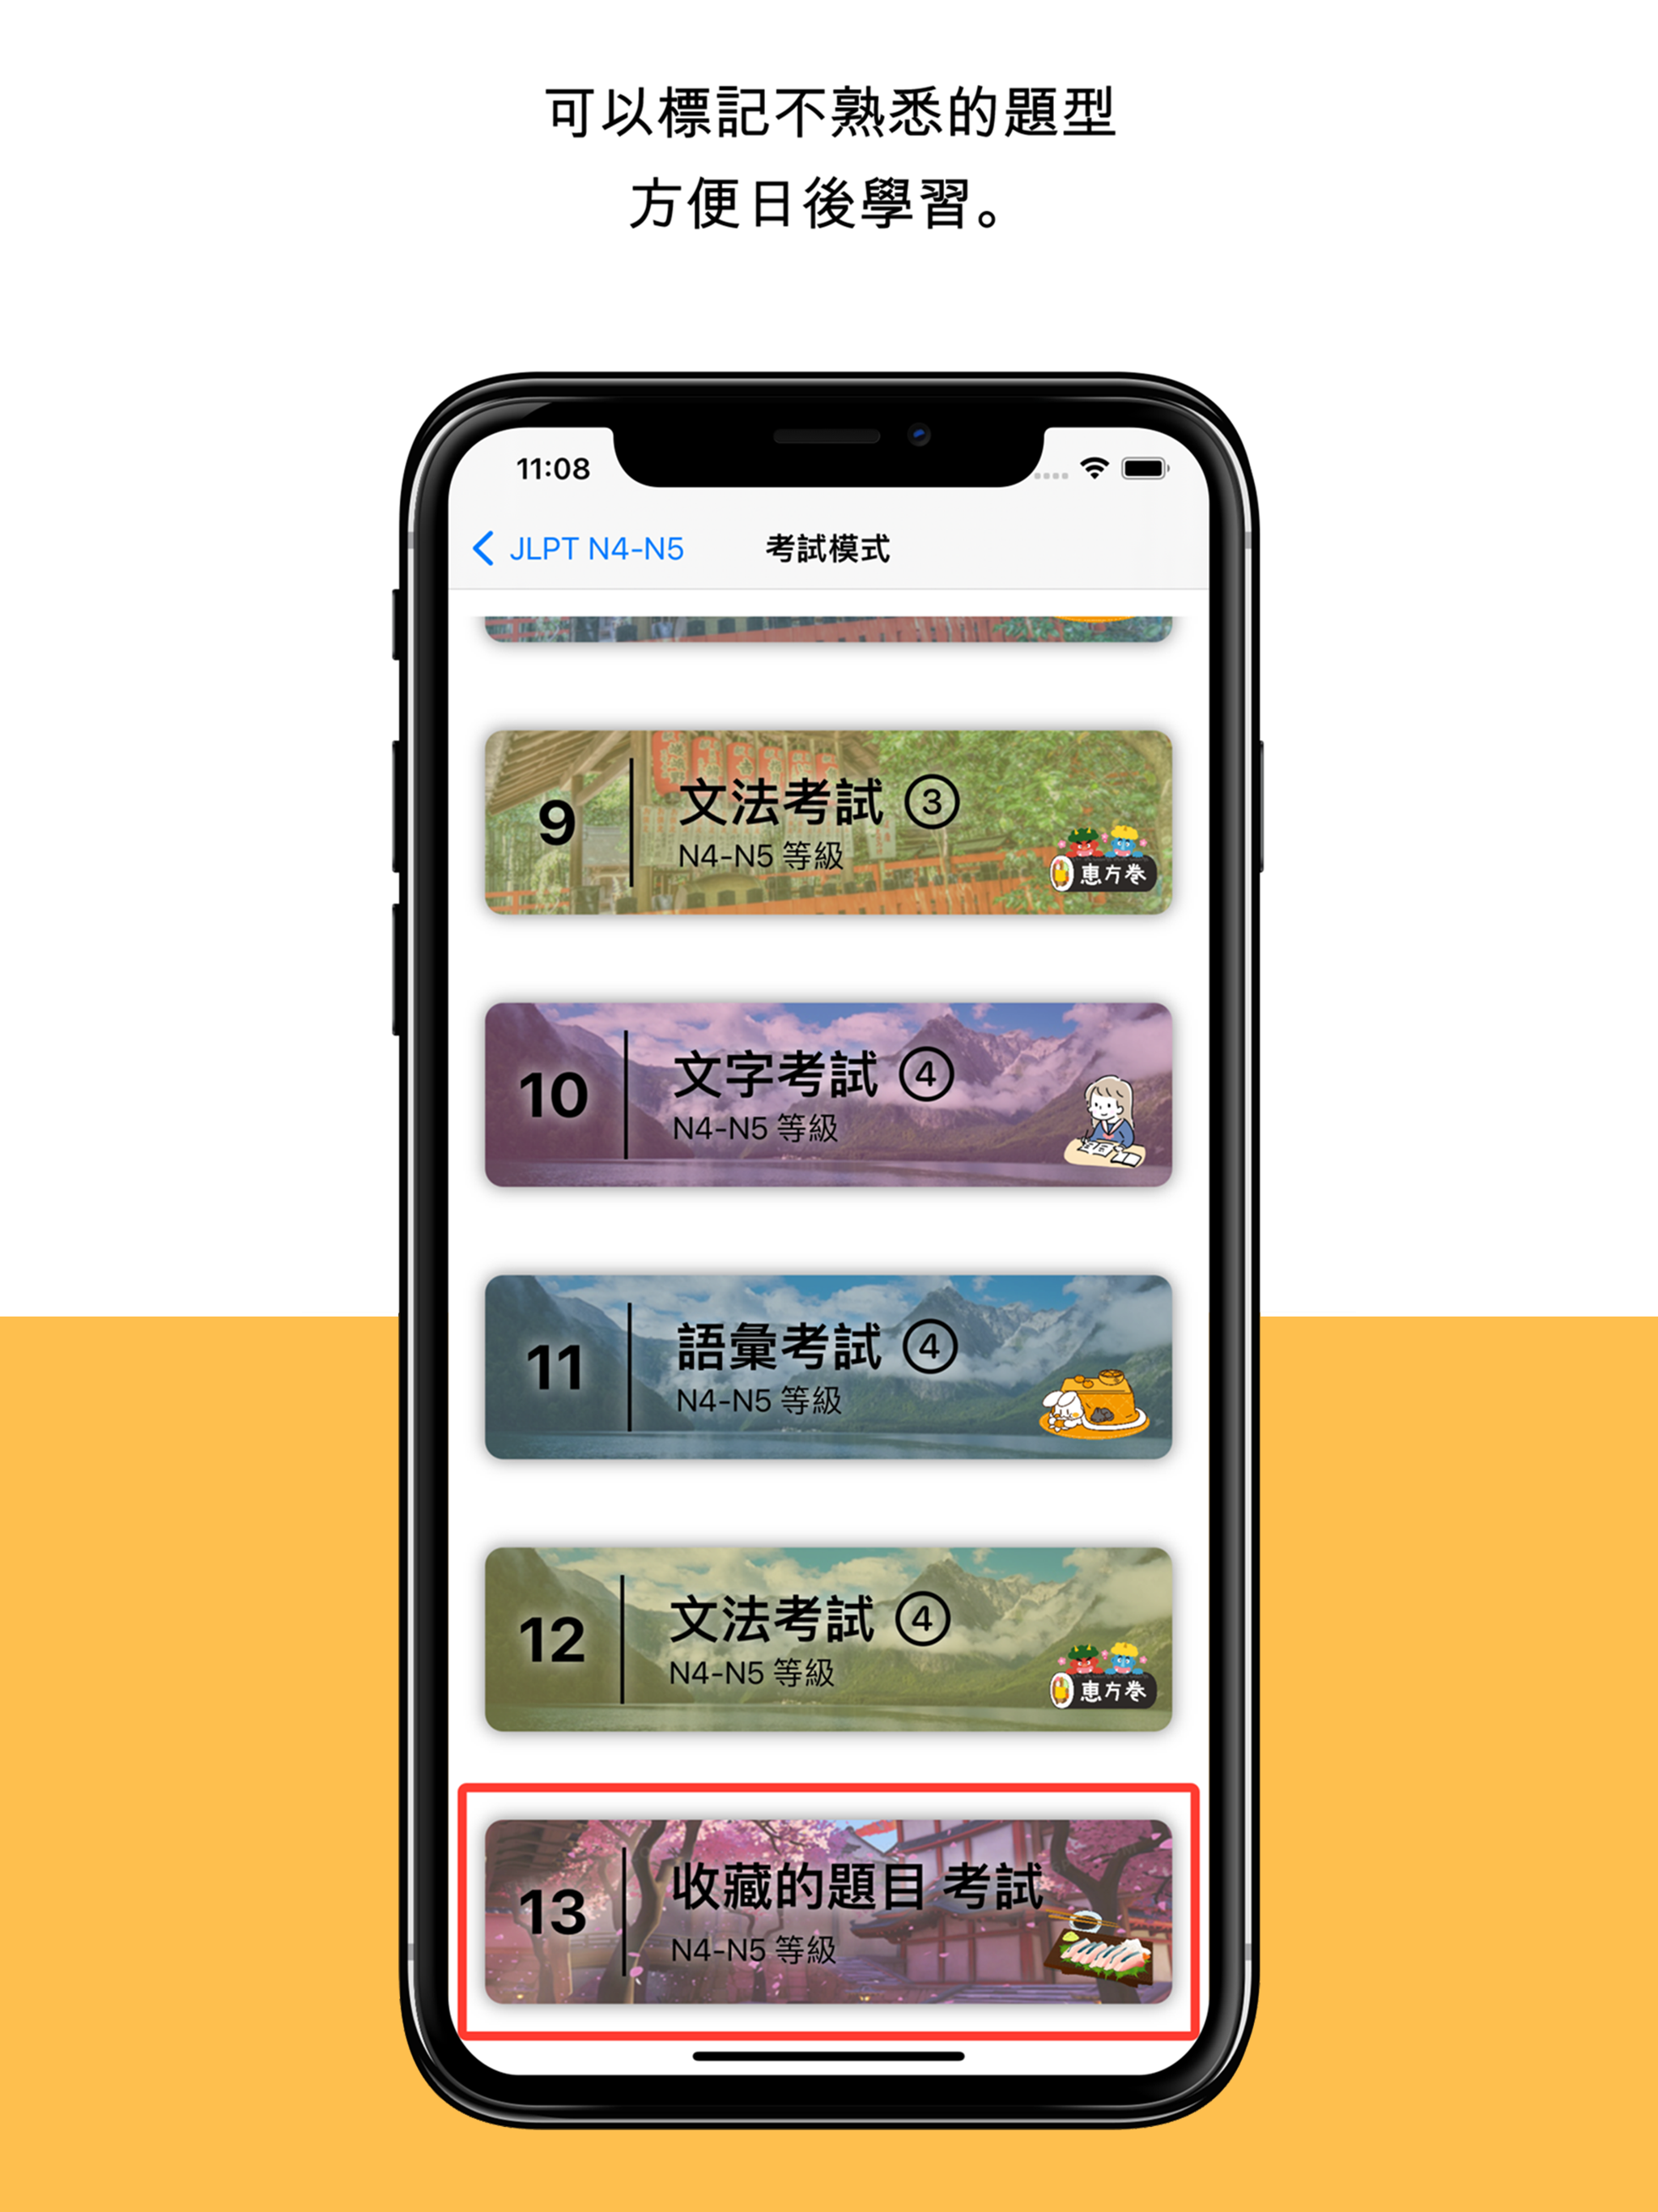 可以標記不熟悉的題型
方便日後學習。
11:08
JLPT N4-N5
考試模式
9
文法考試 ③
N4-N5 等級
惠方巻
10
文字考試 ④
N4-N5 等級
11
語彙考試 ④
N4-N5 等級
12
文法考試 ④
N4-N5 等級
惠方巻
13
收藏的題目 考試
N4-N5 等級